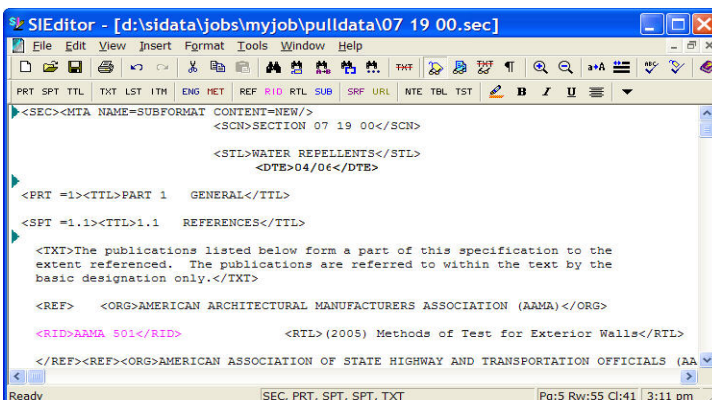 SIEditor - [d:\sidata\jobs\myjob\pulldata\07 19 00.sec]
File Edit View Insert Format Tools Window Help
PRT SPT TTL TXT LST ITM ENG MET REF RID RTL SUB SRF URL NTE TBL TST B I U
<SEC><MTA NAME=SUBFORMAT CONTENT=NEW/>
<SCN>SECTION 07 19 00</SCN>
<STL>WATER REPELLENTS</STL>
<DTE>04/06</DTE>
<PRT =1><TTL>PART 1 GENERAL</TTL>
<SPT =1.1><TTL>1.1 REFERENCES</TTL>
<TXT>The publications listed below form a part of this specification to the
extent referenced. The publications are referred to within the text by the
basic designation only.</TXT>
<REF> <ORG>AMERICAN ARCHITECTURAL MANUFACTURERS ASSOCIATION (AAMA)</ORG>
<RID>AAMA 501</RID> <RTL>(2005) Methods of Test for Exterior Walls</RTL>
</REF><REF><ORG>AMERICAN ASSOCIATION OF STATE HIGHWAY AND TRANSPORTATION OFFICIALS (AA
Ready SEC, PRT, SPT, SPT, TXT Pg:5 Rw:55 Cl:41 3:11 pm